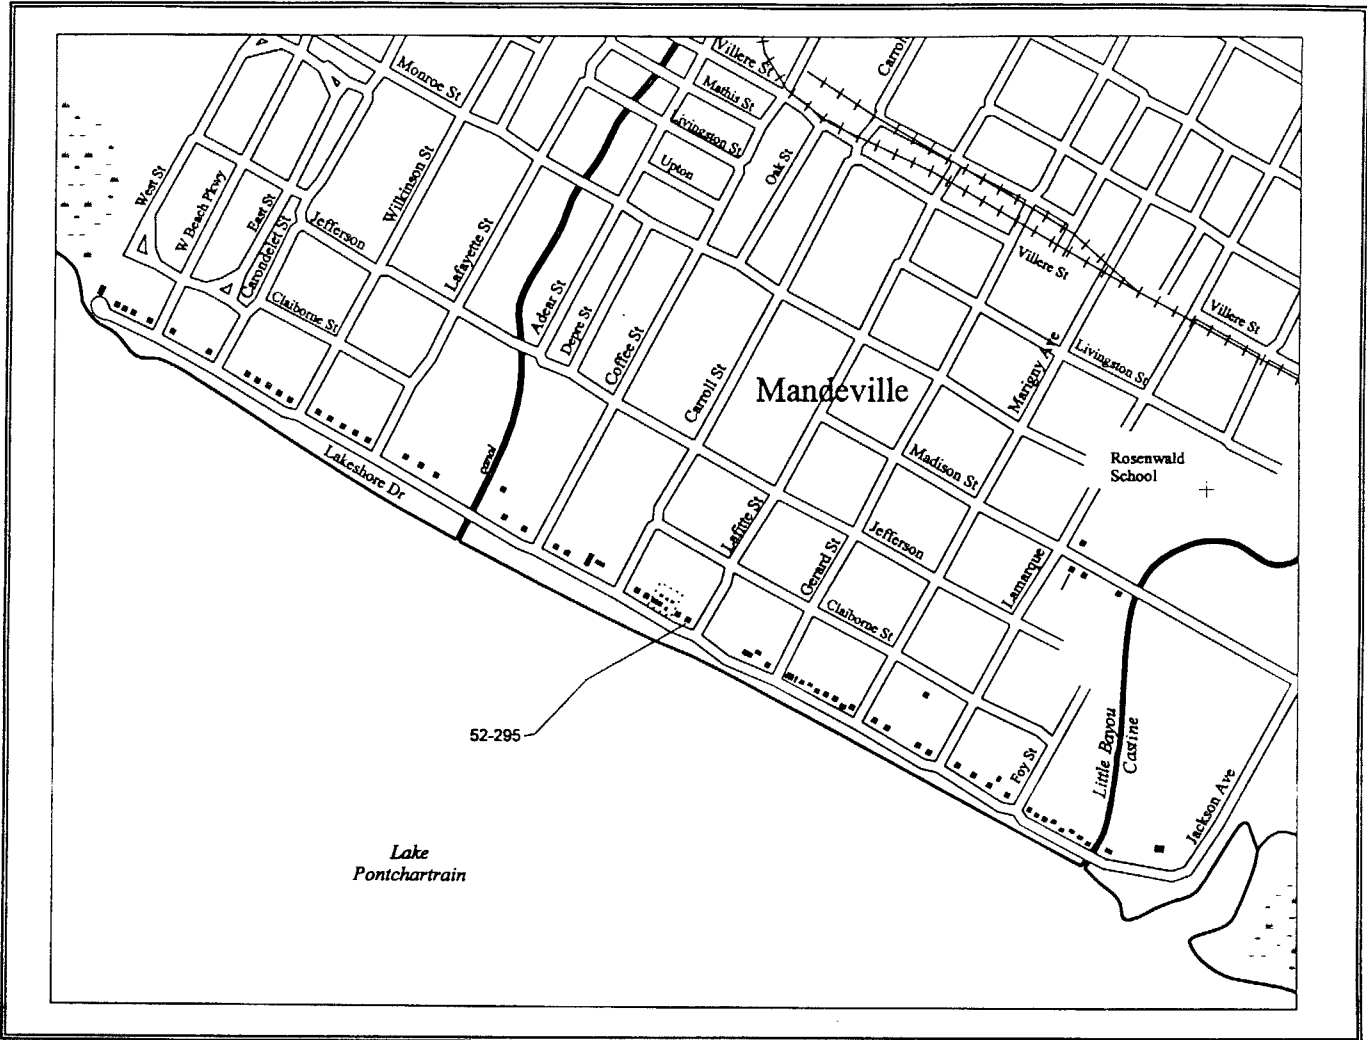 Villere St
Carroll
Monroe St
Mathis St
Livingston St
Upton
Oak St
West St
W Beach Pkwy
East St
Carondelet St
Jefferson
Wilkinson St
Lafayette St
Claiborne St
Adear St
Depre St
Coffee St
Carroll St
Villere St
Villere St
Livingston St
Marigny Ave
Mandeville
Madison St
Rosenwald
School
Lakeshore Dr
canal
Lafitte St
Gerard St
Jefferson
Lamarque
Claiborne St
52-295
Foy St
Little Bayou
Castine
Jackson Ave
Lake
Pontchartrain